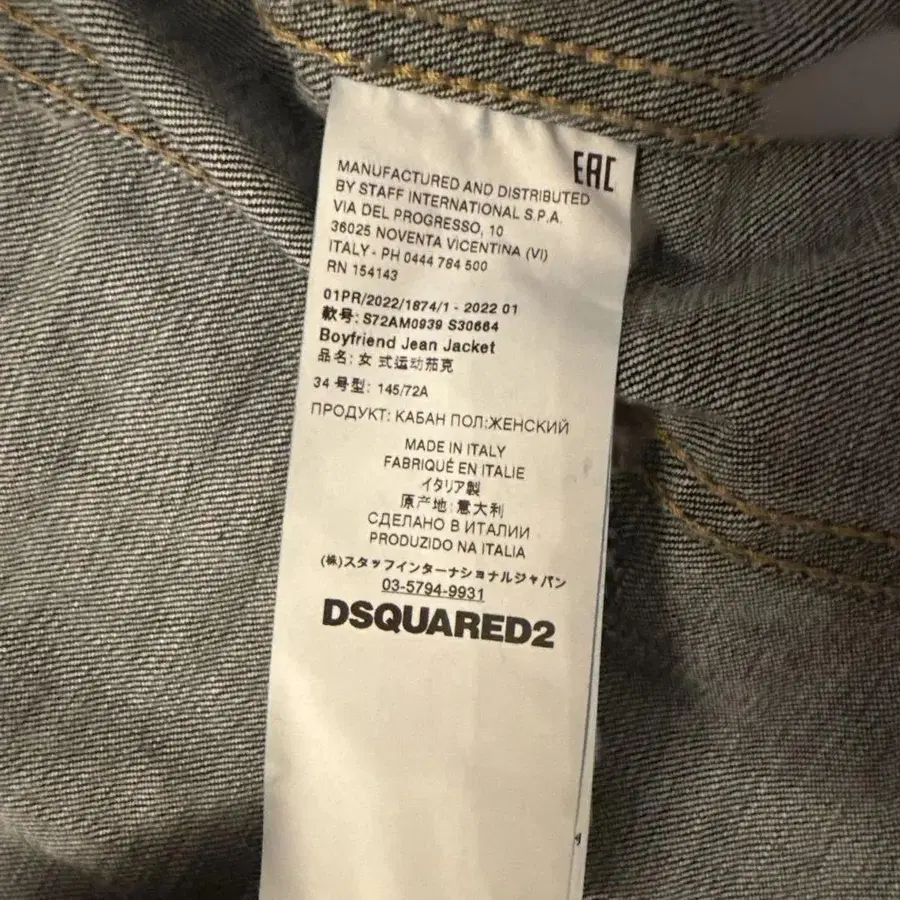 EAC
MANUFACTURED AND DISTRIBUTED
BY STAFF INTERNATIONAL S.P.A.
VIA DEL PROGRESSO, 10
36025 NOVENTA VICENTINA (VI)
ITALY - PH 0444 784 500
RN 154143
01PR/2022/1874/1 - 2022 01
款号: S72AM0939 S30664
Boyfriend Jean Jacket
品名: 女 式运动茄克
34 号型: 145/72A
ПРОДУКТ: КАБАН ПОЛ:ЖЕНСКИЙ
MADE IN ITALY
FABRIQUÉ EN ITALIE
イタリア製
原产地: 意大利
СДЕЛАНО В ИТАЛИИ
PRODUZIDO NA ITALIA
(株)スタッフインターナショナルジャパン
03-5794-9931
DSQUARED2